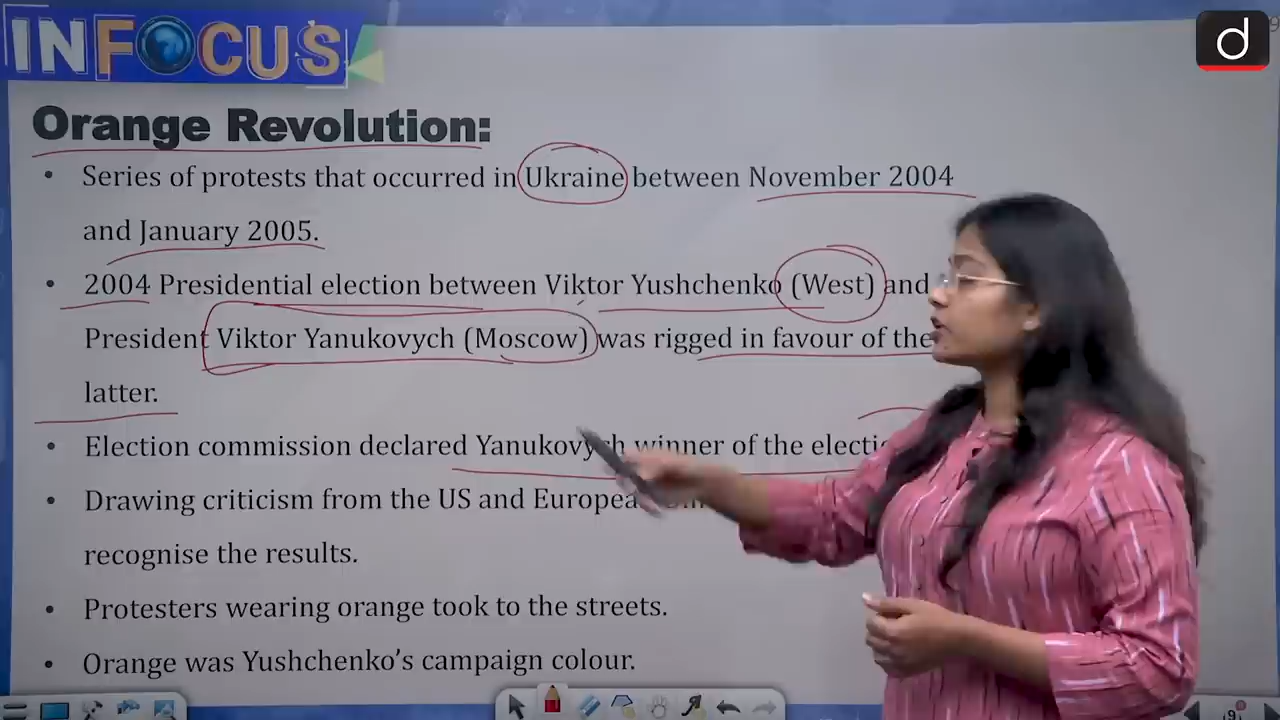 INFOCUS
d
Orange Revolution:
• Series of protests that occurred in Ukraine between November 2004
and January 2005.
• 2004 Presidential election between Viktor Yushchenko (West) and
President Viktor Yanukovych (Moscow) was rigged in favour of the
latter.
• Election commission declared Yanukovych winner of the
• Drawing criticism from the US and
recognise the results.
• Protesters wearing orange took to the streets.
• Orange was Yushchenko’s campaign colour.